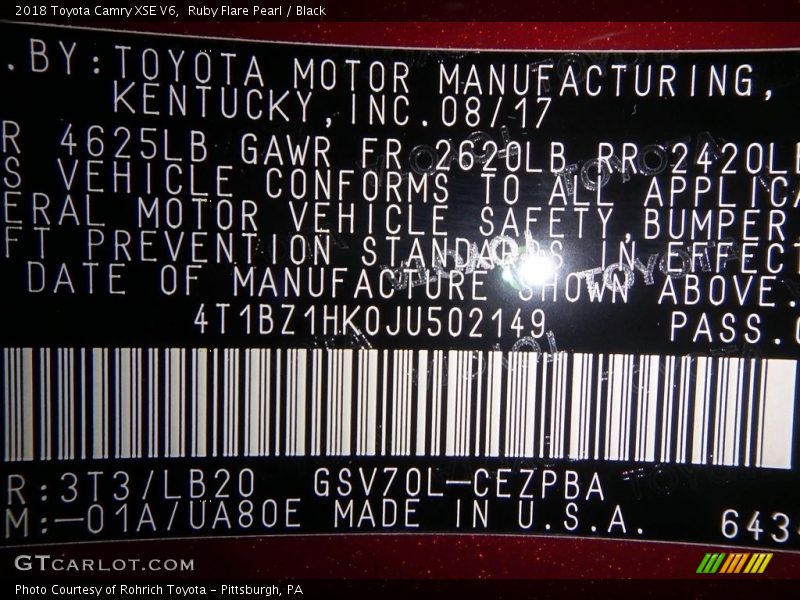 2018 Toyota Camry XSE V6, Ruby Flare Pearl / Black
.BY:TOYOTA MOTOR MANUFACTURING,
KENTUCKY,INC.08/17
R 4625LB GAWR FR 2620LB RR 2420LB
S VEHICLE CONFORMS TO ALL APPLICA
ERAL MOTOR VEHICLE SAFETY,BUMPER
FT PREVENTION STANDARDS IN EFFECT
DATE OF MANUFACTURE SHOWN ABOVE.
4T1BZ1HK0JU502149 PASS.
R:3T3/LB20 GSV70L-CEZPBA
M:-01A/UA80E MADE IN U.S.A. 643
GTCARLOT.COM
Photo Courtesy of Rohrich Toyota - Pittsburgh, PA